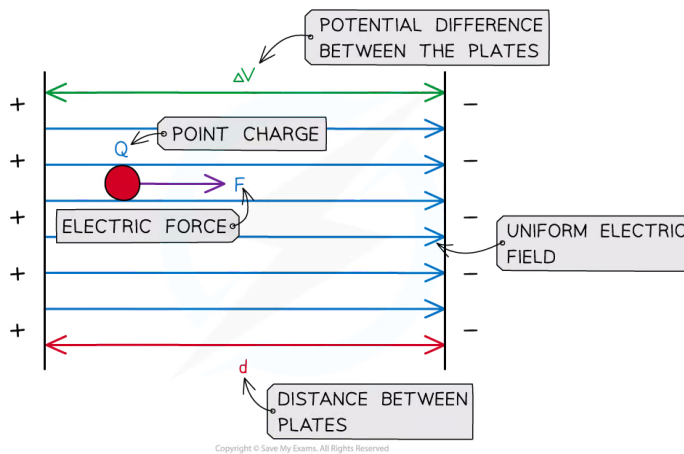 POTENTIAL DIFFERENCE
BETWEEN THE PLATES
ΔV
+
−
POINT CHARGE
Q
+
−
F
ELECTRIC FORCE
+
−
UNIFORM ELECTRIC
FIELD
+
−
+
−
d
DISTANCE BETWEEN
PLATES
Copyright © Save My Exams. All Rights Reserved